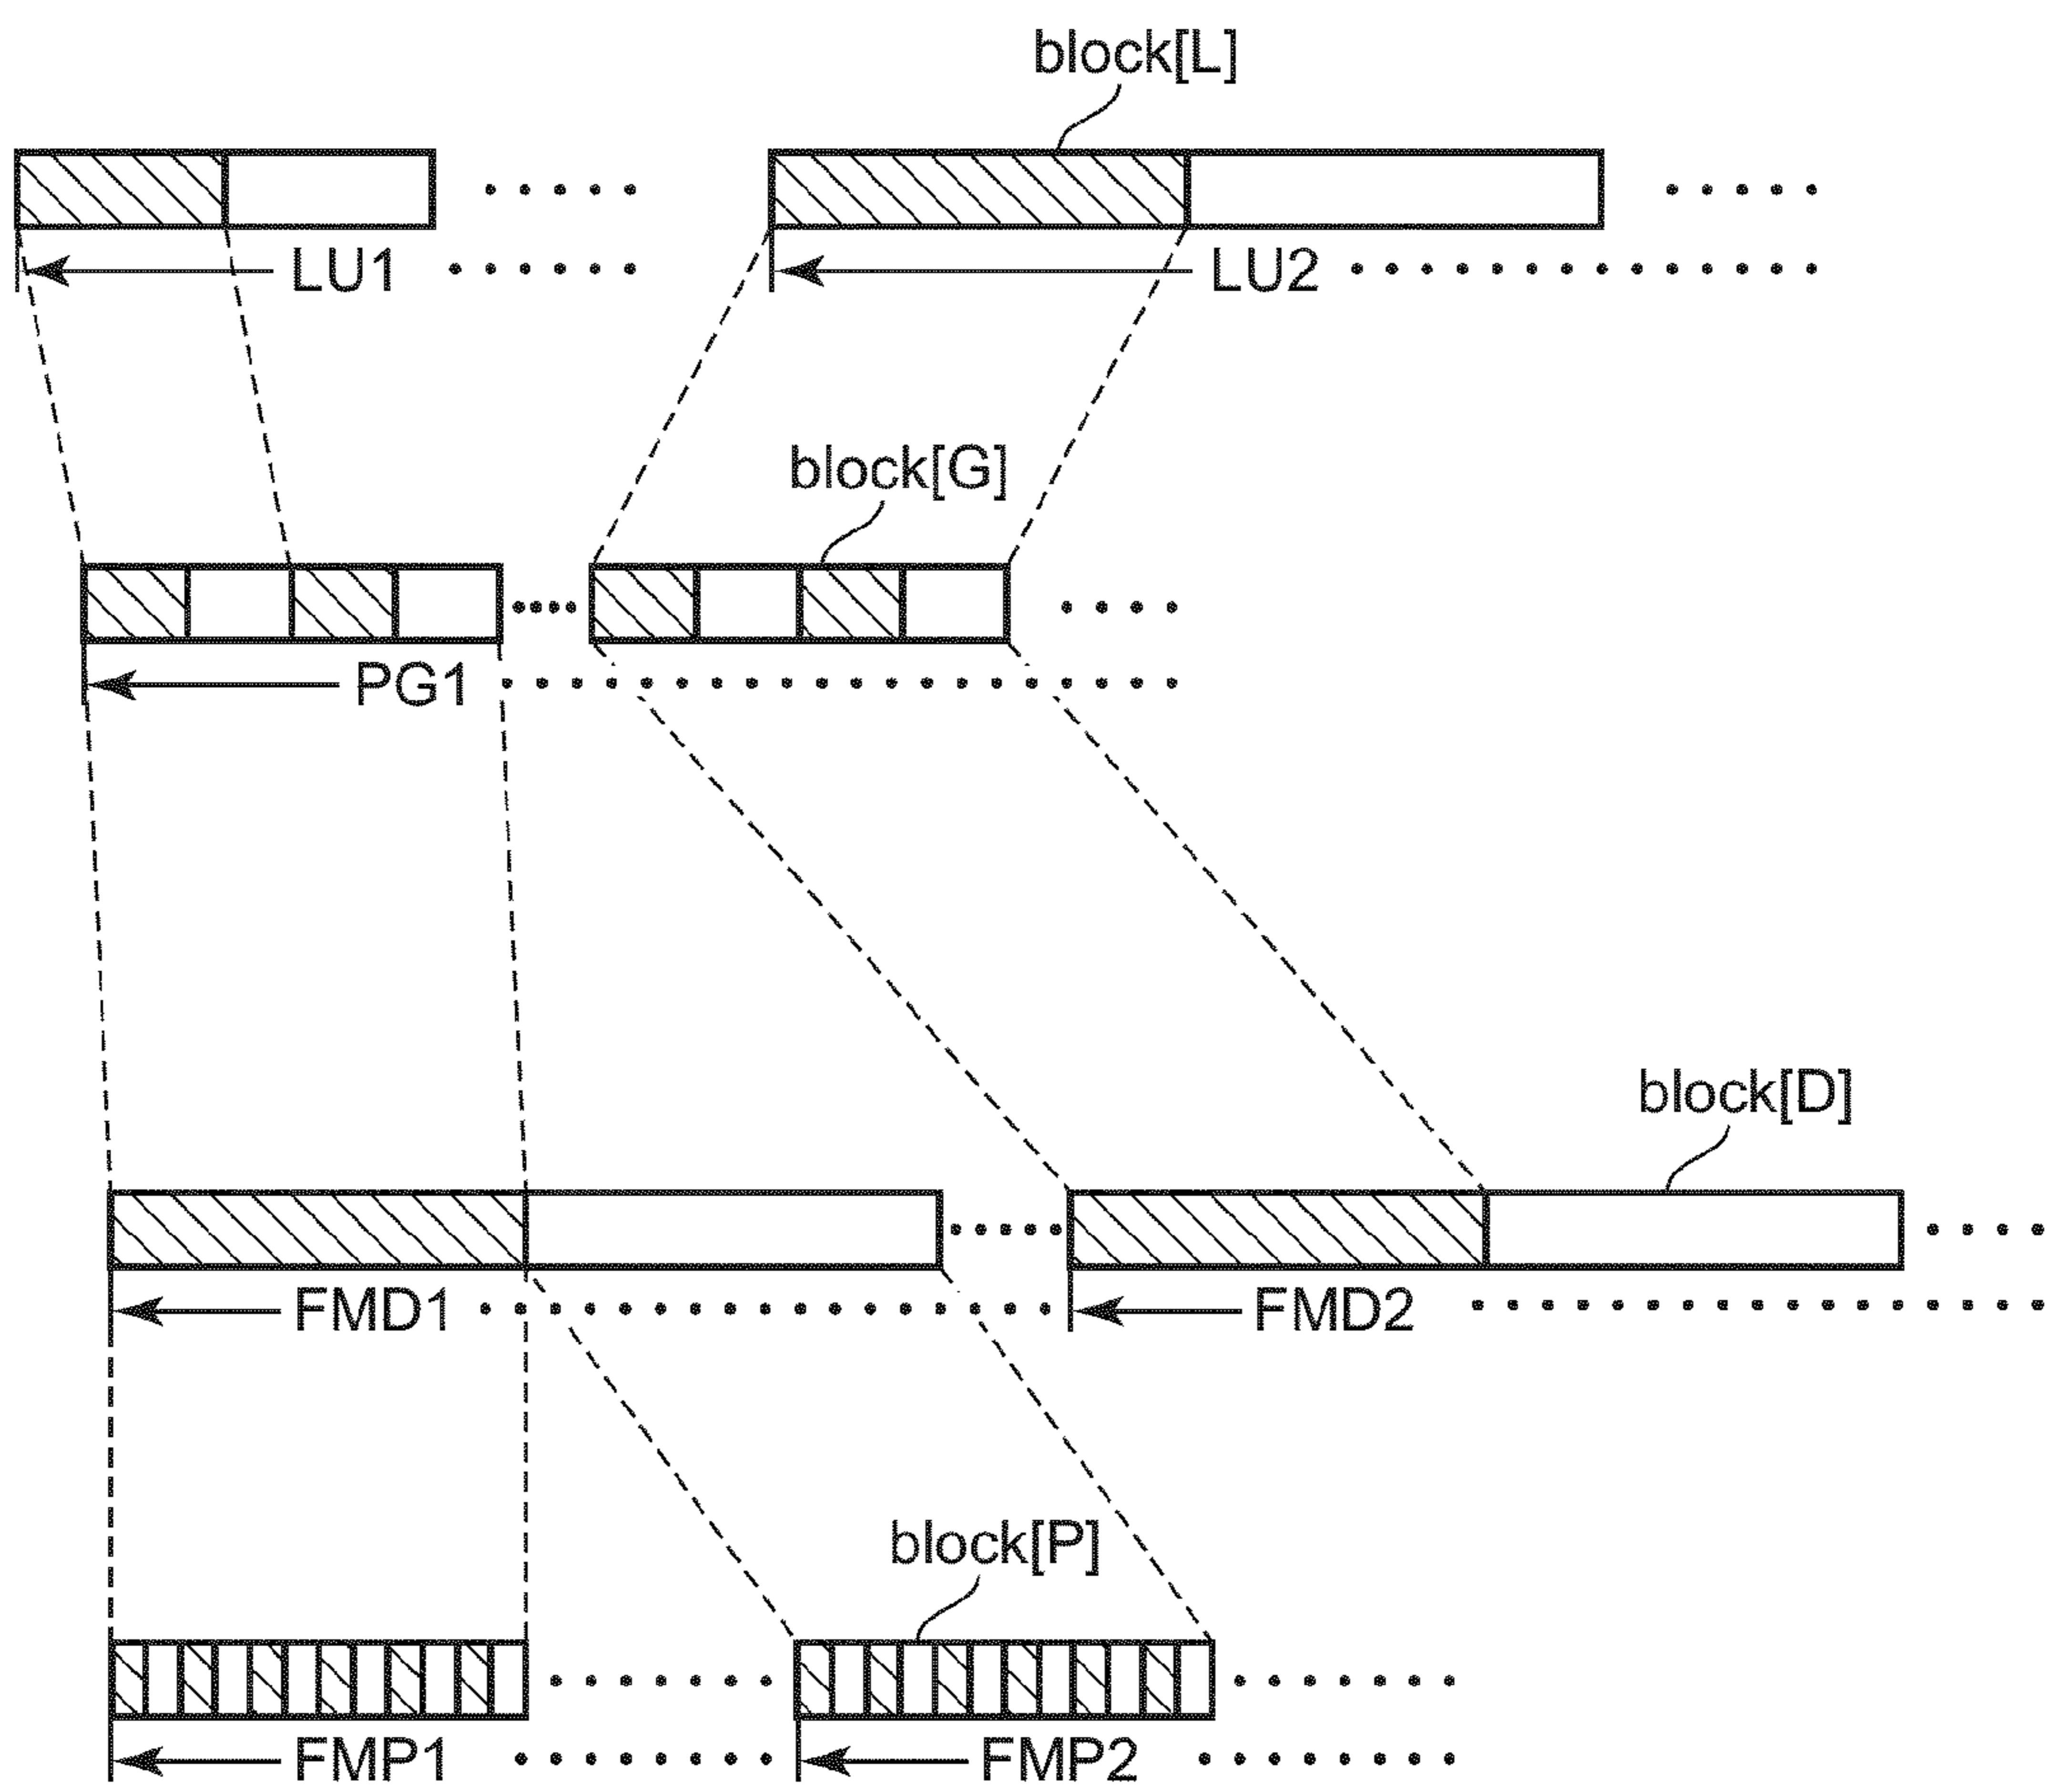 block[L]
LU1
LU2
block[G]
PG1
block[D]
FMD1
FMD2
block[P]
FMP1
FMP2